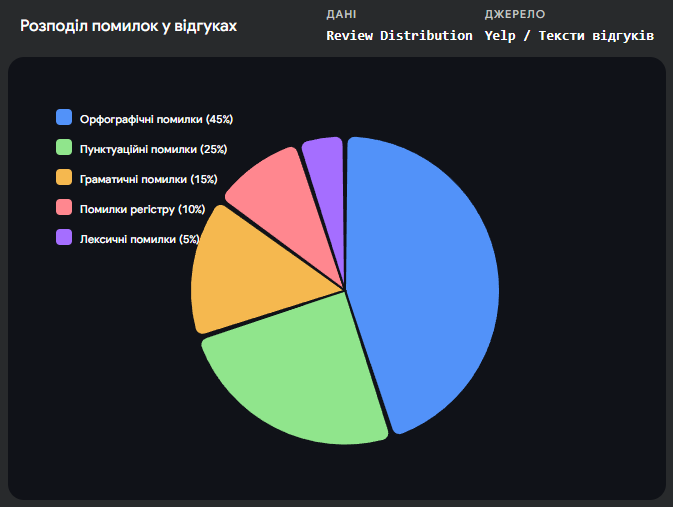 Розподіл помилок у відгуках
ДАНІ
Review Distribution
ДЖЕРЕЛО
Yelp / Тексти відгуків
Орфографічні помилки (45%)
Пунктуаційні помилки (25%)
Граматичні помилки (15%)
Помилки регістру (10%)
Лексичні помилки (5%)